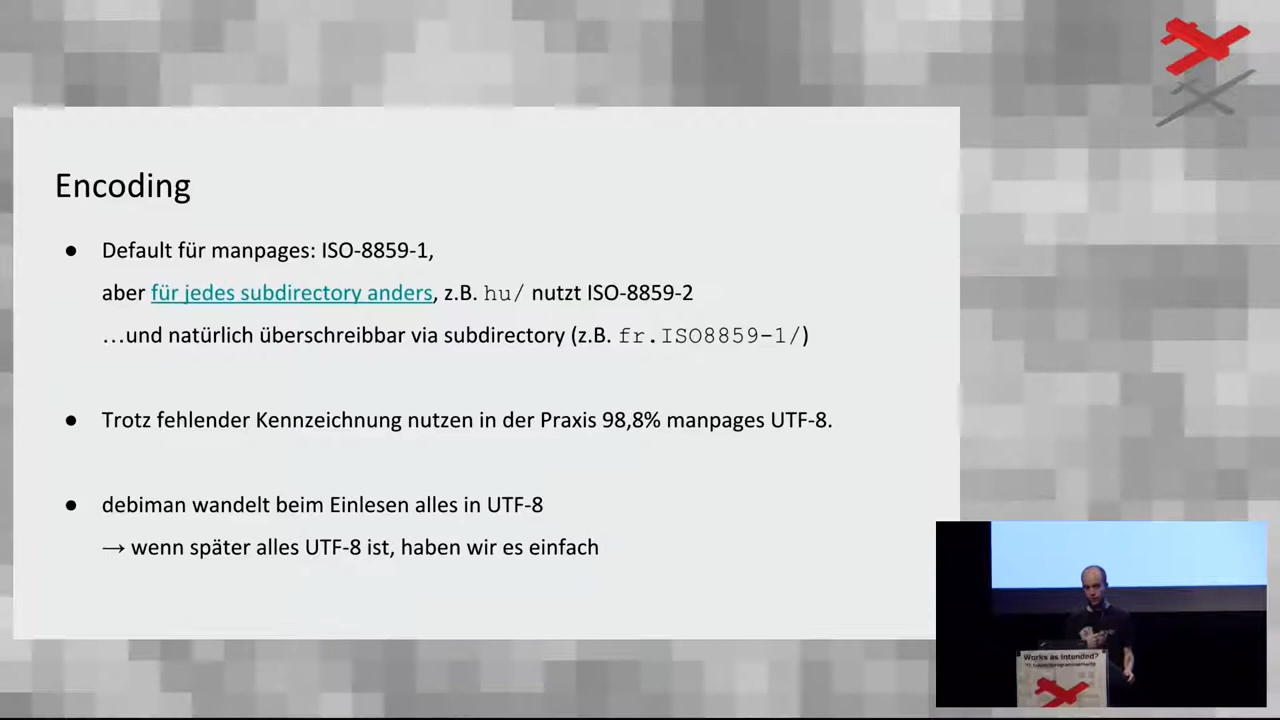 Encoding
● Default für manpages: ISO-8859-1,
aber für jedes subdirectory anders, z.B. hu/ nutzt ISO-8859-2
…und natürlich überschreibbar via subdirectory (z.B. fr.ISO8859-1/)
● Trotz fehlender Kennzeichnung nutzen in der Praxis 98,8% manpages UTF-8.
● debiman wandelt beim Einlesen alles in UTF-8
→ wenn später alles UTF-8 ist, haben wir es einfach
Works as intended?